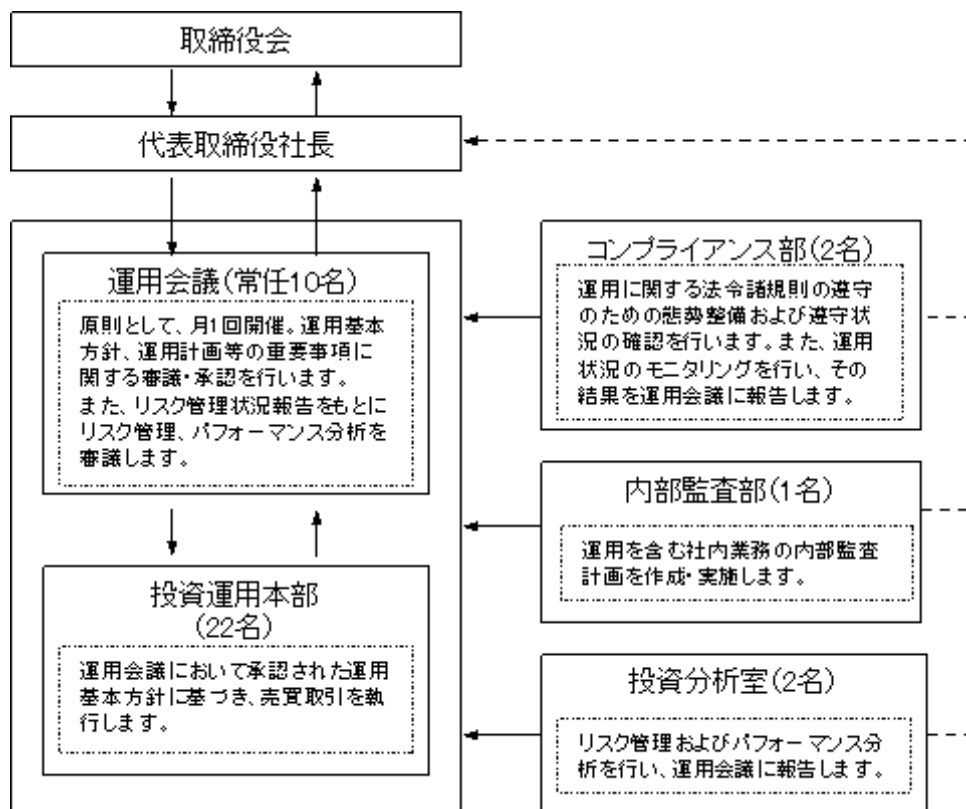 取締役会
代表取締役社長
運用会議(常任10名)
原則として、月1回開催。運用基本
方針、運用計画等の重要事項に
関する審議・承認を行います。
また、リスク管理状況報告をもとに
リスク管理、パフォーマンス分析を
審議します。
投資運用本部
(22名)
運用会議において承認された運用
基本方針に基づき、売買取引を執
行します。
コンプライアンス部(2名)
運用に関する法令諸規則の遵守
のための態勢整備および遵守状
況の確認を行います。また、運用
状況のモニタリングを行い、その
結果を運用会議に報告します。
内部監査部(1名)
運用を含む社内業務の内部監査
計画を作成・実施します。
投資分析室(2名)
リスク管理およびパフォーマンス分
析を行い、運用会議に報告します。